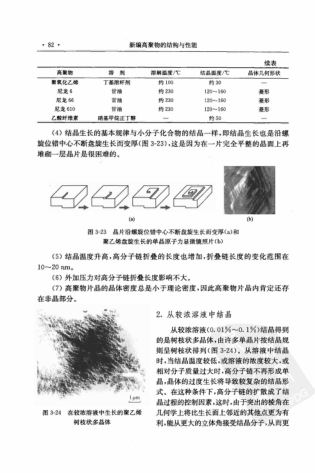 · 82 · 新编高聚物的结构与性能
续表
高聚物 溶 剂 溶解温度/℃ 结晶温度/℃ 晶体几何形状
聚氯化乙烯 丁基溶纤剂 约 105 约 30 —
尼龙 6 甘油 约 230 120~160 菱形
尼龙 66 甘油 约 230 120~160 菱形
尼龙 610 甘油 约 230 120~160 菱形
乙酸纤维素 硝基甲烷正丁醇 — 约 50 —
(4) 结晶生长的基本规律与小分子化合物的结晶一样,即结晶生长也是沿螺
旋位错中心不断盘旋生长而变厚(图 3-23),这是因为在一片完全平整的晶面上再
堆砌一层晶片是很困难的。
(a) (b)
图 3-23 晶片沿螺旋位错中心不断盘旋生长而变厚(a)和
聚乙烯盘旋生长的单晶原子力显微镜照片(b)
(5) 结晶温度升高,高分子链折叠的长度也增加,折叠链长度的变化范围在
10~20 nm。
(6) 外加压力对高分子链折叠长度影响不大。
(7) 高聚物片晶的晶体密度总是小于理论密度,因此高聚物片晶内肯定还存
在非晶部分。
1μm
图 3-24 在较浓溶液中生长的聚乙烯
树枝状多晶体
2. 从较浓溶液中结晶
从较浓溶液(0.01%~0.1%)结晶得到
的是树枝状多晶体,由许多单晶片按结晶规
则呈树枝状排列(图 3-24)。从溶液中结晶
时,当结晶温度较低,或溶液的浓度较大,或
相对分子质量过大时,高分子链不再形成单
晶,晶体的过度生长将导致较复杂的结晶形
式。在这种条件下,高分子链的扩散成了结
晶过程的控制因素,这时,由于突出的棱角在
几何学上将比生长面上邻近的其他点更为有
利,能从更大的立体角接受结晶分子,从而更